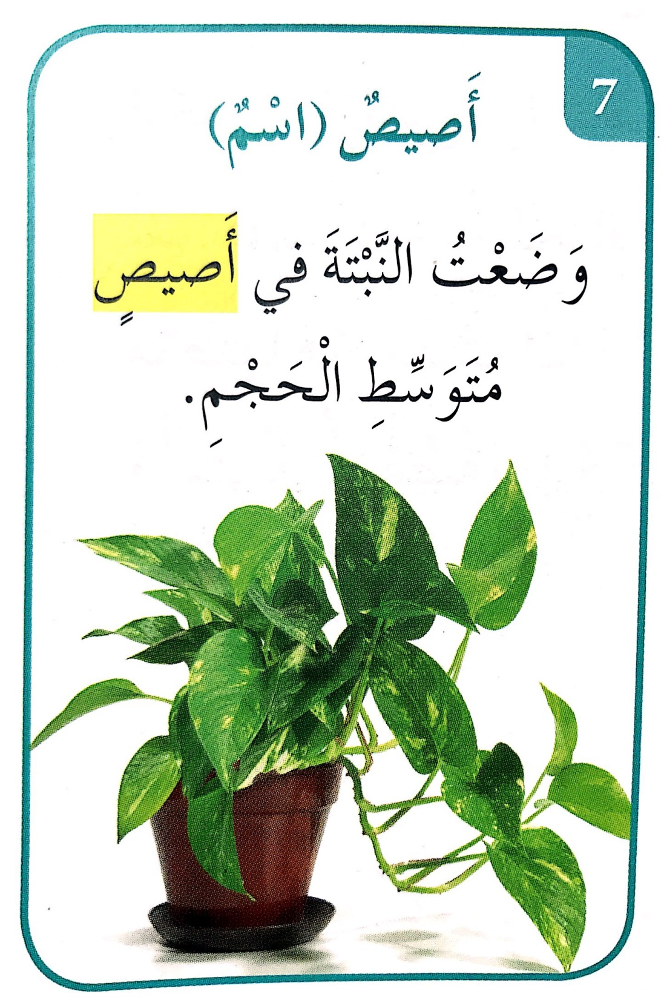 7
أَصيصٌ (اسْمٌ)
وَضَعْتُ النَّبْتَةَ في أَصيصٍ
مُتَوَسِّطِ الْحَجْمِ.